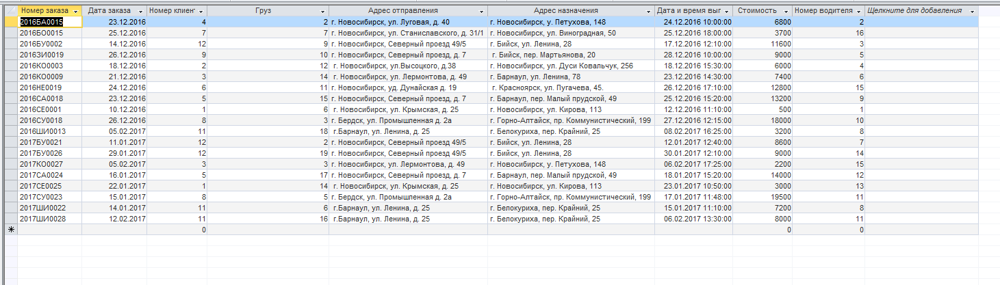 Номер заказа Дата заказа Номер клиент Груз Адрес отправления Адрес назначения Дата и время выг Стоимость Номер водителя Щелкните для добавления
2016БА0015 23.12.2016 4 2 г. Новосибирск, ул. Луговая, д. 40 г. Новосибирск, у. Петухова, 148 24.12.2016 10:00:00 6800 2
2016БО0015 25.12.2016 7 7 г. Новосибирск, ул. Станиславского, д. 31/1 г. Новосибирск, ул. Виноградная, 50 25.12.2016 18:00:00 3700 16
2016БУ0002 14.12.2016 12 9 г. Новосибирск, Северный проезд 49/5 г. Бийск, ул. Ленина, 28 17.12.2016 12:10:00 11600 3
2016ЗИ0019 26.12.2016 9 10 г. Новосибирск, Северный проезд, д. 7 г. Бийск, пер. Мартьянова, 20 28.12.2016 10:00:00 9000 5
2016КО0003 18.12.2016 2 12 г. Новосибирск, ул.Высоцкого, д.38 г. Новосибирск, ул. Дуси Ковальчук, 256 18.12.2016 15:30:00 6000 4
2016КО0009 21.12.2016 3 14 г. Новосибирск, ул. Лермонтова, д. 49 г. Барнаул, ул. Ленина, 78 23.12.2016 14:30:00 7400 6
2016НЕ0019 24.12.2016 6 11 г. Новосибирск, уд. Дунайская д. 19 г. Красноярск, ул. Пугачева, 45. 26.12.2016 17:10:00 12800 15
2016СА0018 23.12.2016 5 15 г. Новосибирск, Северный проезд, д. 7 г. Барнаул, пер. Малый прудской, 49 25.12.2016 15:20:00 13200 9
2016СЕ0001 10.12.2016 1 6 г. Новосибирск, ул. Крымская, д. 25 г. Новосибирск, ул. Кирова, 113 12.12.2016 11:10:00 500 1
2016СУ0018 26.12.2016 8 3 г. Бердск, ул. Промышленная д. 2а г. Горно-Алтайск, пр. Коммунистический, 199 27.12.2016 12:15:00 18000 10
2016ШИ0013 05.02.2017 11 18 г.Барнаул, ул. Ленина, д. 25 г. Белокуриха, пер. Крайний, 25 08.02.2017 16:25:00 3200 8
2017БУ0021 11.01.2017 12 2 г. Новосибирск, Северный проезд 49/5 г. Бийск, ул. Ленина, 28 12.01.2017 12:40:00 8600 7
2017БУ0026 29.01.2017 12 19 г. Новосибирск, Северный проезд 49/5 г. Бийск, ул. Ленина, 28 30.01.2017 12:10:00 9000 14
2017КО0027 05.02.2017 3 3 г. Новосибирск, ул. Лермонтова, д. 49 г. Новосибирск, у. Петухова, 148 06.02.2017 17:25:00 2200 15
2017СА0024 16.01.2017 5 17 г. Новосибирск, Северный проезд, д. 7 г. Барнаул, пер. Малый прудской, 49 18.01.2017 15:20:00 14000 12
2017СЕ0025 22.01.2017 1 14 г. Новосибирск, ул. Крымская, д. 25 г. Новосибирск, ул. Кирова, 113 23.01.2017 10:50:00 3000 13
2017СУ0023 15.01.2017 8 5 г. Бердск, ул. Промышленная д. 2а г. Горно-Алтайск, пр. Коммунистический, 199 17.01.2017 11:48:00 19500 11
2017ШИ0022 14.01.2017 11 6 г.Барнаул, ул. Ленина, д. 25 г. Белокуриха, пер. Крайний, 25 15.01.2017 11:10:00 7200 8
2017ШИ0028 12.02.2017 11 16 г.Барнаул, ул. Ленина, д. 25 г. Белокуриха, пер. Крайний, 25 06.02.2017 13:30:00 8000 11
0 0 0